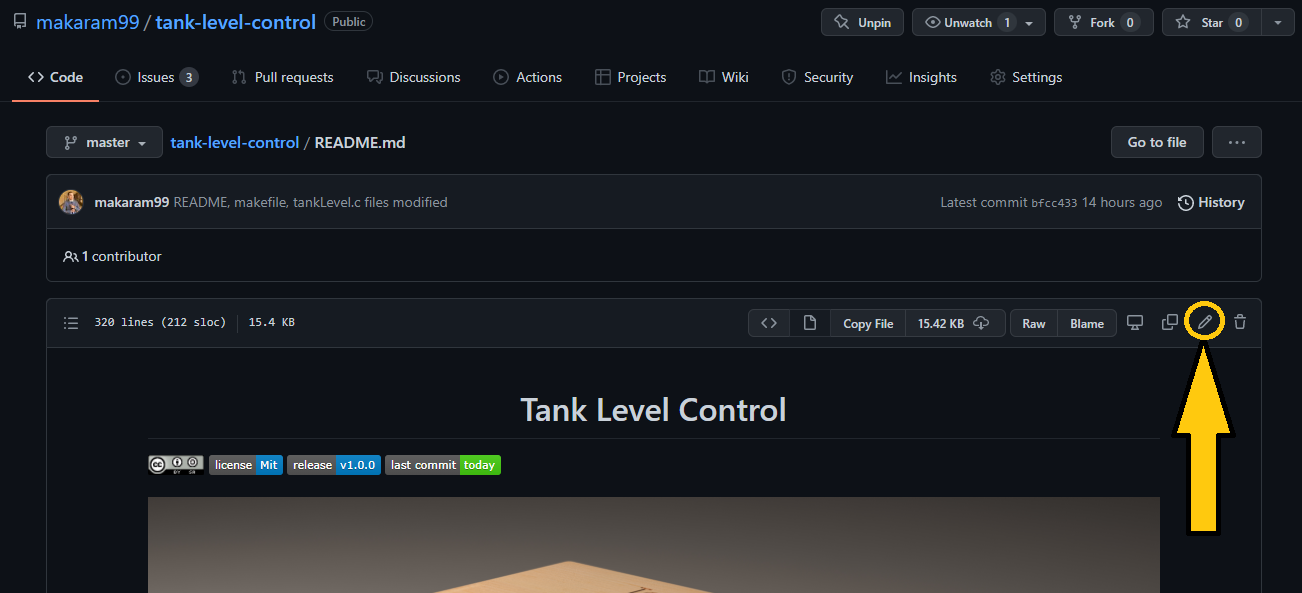 makaram99 / tank-level-control Public Unpin Unwatch 1 Fork 0 Star 0
Code Issues 3 Pull requests Discussions Actions Projects Wiki Security Insights Settings
master tank-level-control / README.md Go to file ...
makaram99 README, makefile, tankLevel.c files modified Latest commit bfcc433 14 hours ago History
1 contributor
320 lines (212 sloc) 15.4 KB <> Copy File 15.42 KB Raw Blame
Tank Level Control
cc BY SA license Mit release v1.0.0 last commit today